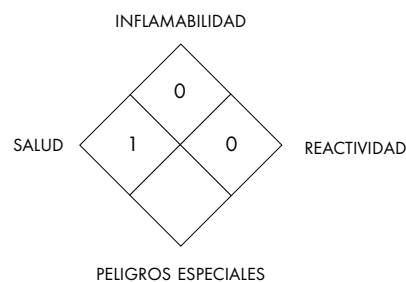 INFLAMABILIDAD
0
SALUD 1 0 REACTIVIDAD
PELIGROS ESPECIALES